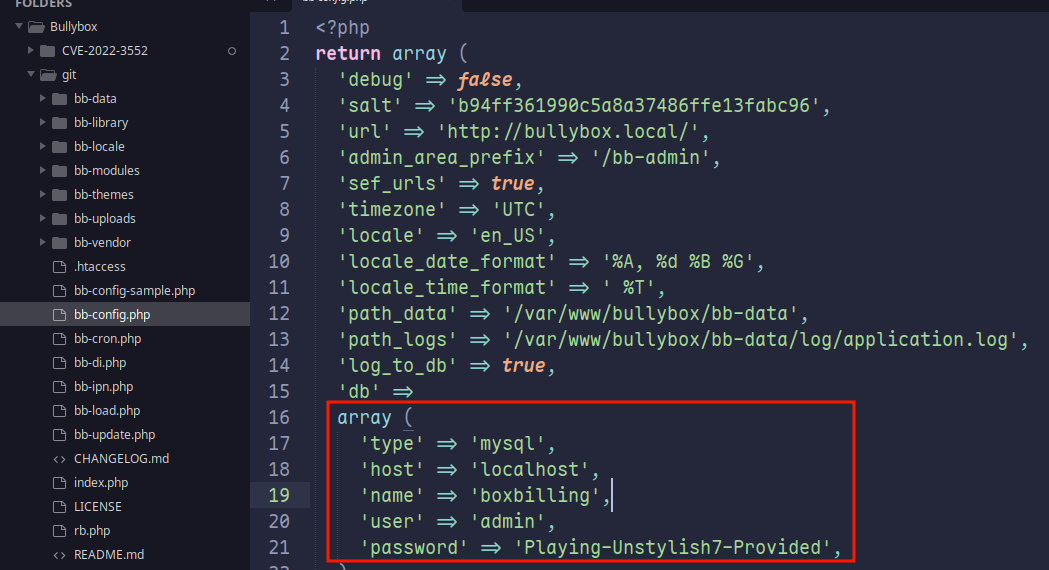 FOLDERS
Bullybox
CVE-2022-3552
git
bb-data
bb-library
bb-locale
bb-modules
bb-themes
bb-uploads
bb-vendor
.htaccess
bb-config-sample.php
bb-config.php
bb-cron.php
bb-di.php
bb-ipn.php
bb-load.php
bb-update.php
CHANGELOG.md
index.php
LICENSE
rb.php
README.md
bb-config.php
1 <?php
2 return array (
3 'debug' => false,
4 'salt' => 'b94ff361990c5a8a37486ffe13fabc96',
5 'url' => 'http://bullybox.local/',
6 'admin_area_prefix' => '/bb-admin',
7 'sef_urls' => true,
8 'timezone' => 'UTC',
9 'locale' => 'en_US',
10 'locale_date_format' => '%A, %d %B %G',
11 'locale_time_format' => ' %T',
12 'path_data' => '/var/www/bullybox/bb-data',
13 'path_logs' => '/var/www/bullybox/bb-data/log/application.log',
14 'log_to_db' => true,
15 'db' =>
16 array (
17 'type' => 'mysql',
18 'host' => 'localhost',
19 'name' => 'boxbilling',
20 'user' => 'admin',
21 'password' => 'Playing-Unstylish7-Provided',